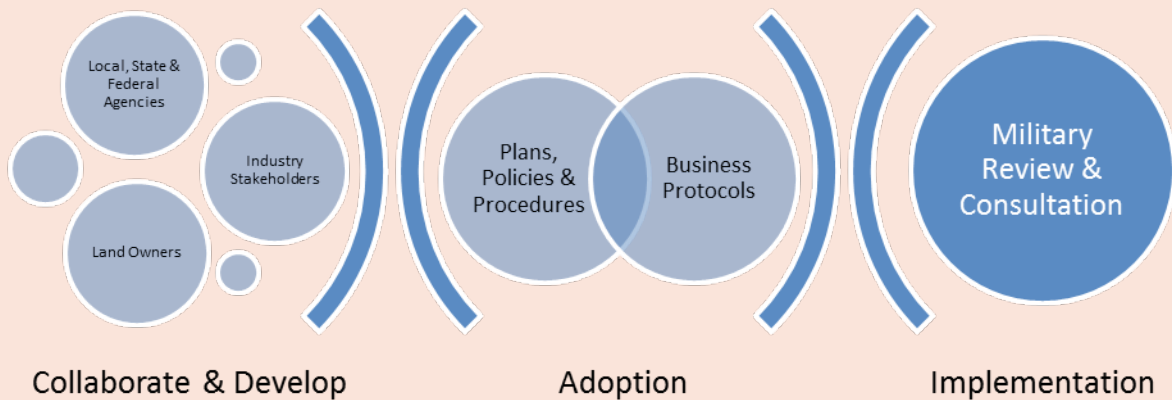 Local, State &
Federal
Agencies
Industry
Stakeholders
Land Owners
Plans,
Policies &
Procedures
Business
Protocols
Military
Review &
Consultation
Collaborate & Develop
Adoption
Implementation